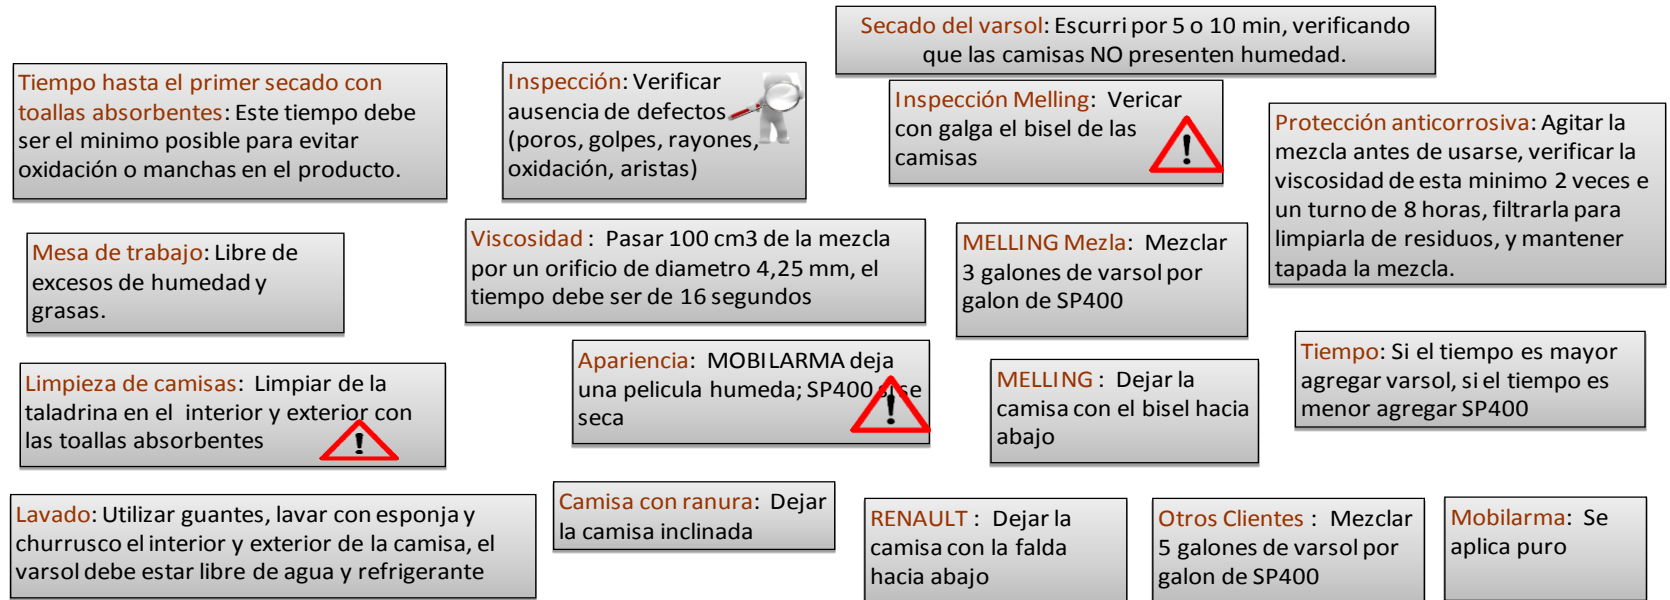 Secado del varsol: Escurri por 5 o 10 min, verificando
que las camisas NO presenten humedad.
Tiempo hasta el primer secado con
toallas absorbentes: Este tiempo debe
ser el minimo posible para evitar
oxidación o manchas en el producto.
Inspección: Verificar
ausencia de defectos
(poros, golpes, rayones,
oxidación, aristas)
Inspección Melling: Vericar
con galga el bisel de las
camisas
Protección anticorrosiva: Agitar la
mezcla antes de usarse, verificar la
viscosidad de esta minimo 2 veces e
un turno de 8 horas, filtrarla para
limpiarla de residuos, y mantener
tapada la mezcla.
Mesa de trabajo: Libre de
excesos de humedad y
grasas.
Viscosidad : Pasar 100 cm3 de la mezcla
por un orificio de diametro 4,25 mm, el
tiempo debe ser de 16 segundos
MELLING Mezla: Mezclar
3 galones de varsol por
galon de SP400
Limpieza de camisas: Limpiar de la
taladrina en el interior y exterior con
las toallas absorbentes
Apariencia: MOBILARMA deja
una pelicula humeda; SP400 si se
seca
MELLING : Dejar la
camisa con el bisel hacia
abajo
Tiempo: Si el tiempo es mayor
agregar varsol, si el tiempo es
menor agregar SP400
Lavado: Utilizar guantes, lavar con esponja y
churrusco el interior y exterior de la camisa, el
varsol debe estar libre de agua y refrigerante
Camisa con ranura: Dejar
la camisa inclinada
RENAULT : Dejar la
camisa con la falda
hacia abajo
Otros Clientes : Mezclar
5 galones de varsol por
galon de SP400
Mobilarma: Se
aplica puro